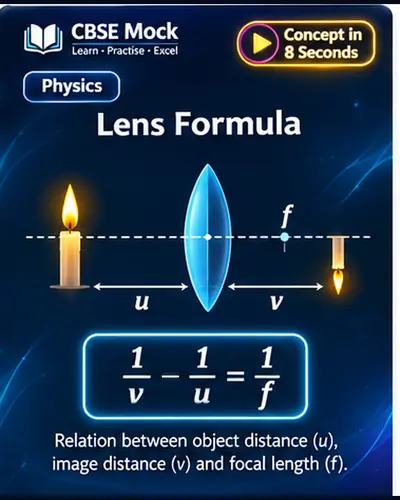 CBSE Mock
Learn • Practise • Excel
Concept in
8 Seconds
Physics
Lens Formula
f
u
v
1/v − 1/u = 1/f
Relation between object distance (u),
image distance (v) and focal length (f).